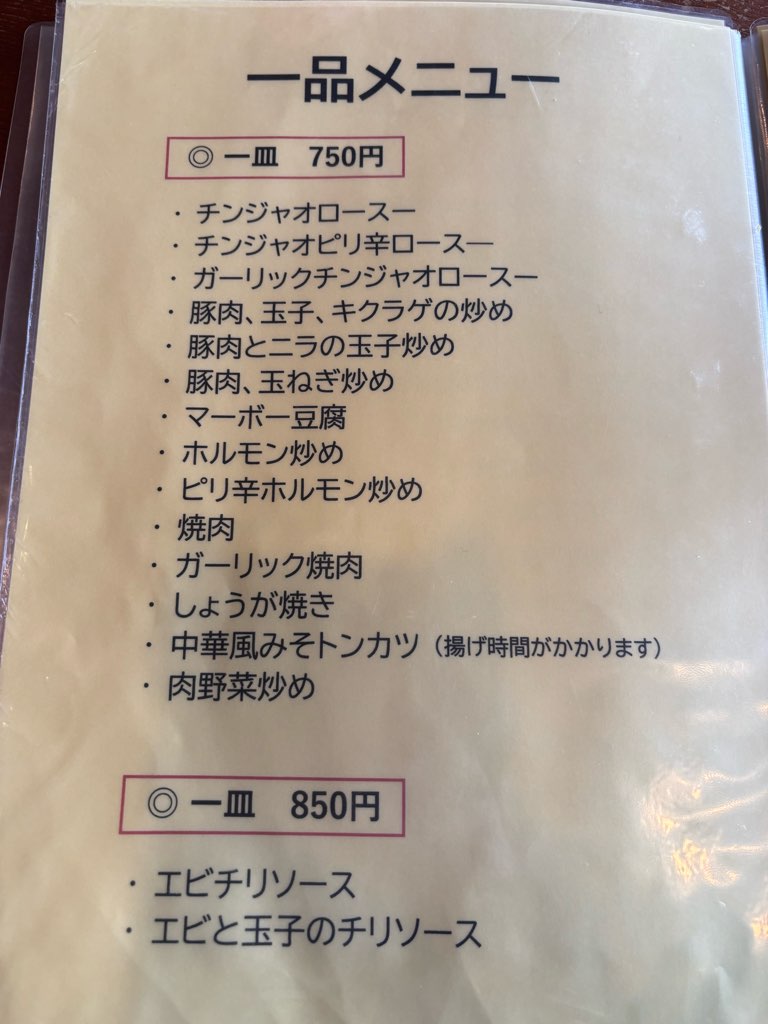 一品メニュー
◎ 一皿　750円
・チンジャオロースー
・チンジャオピリ辛ロースー
・ガーリックチンジャオロースー
・豚肉、玉子、キクラゲの炒め
・豚肉とニラの玉子炒め
・豚肉、玉ねぎ炒め
・マーボー豆腐
・ホルモン炒め
・ピリ辛ホルモン炒め
・焼肉
・ガーリック焼肉
・しょうが焼き
・中華風みそトンカツ（揚げ時間がかかります）
・肉野菜炒め
◎ 一皿　850円
・エビチリソース
・エビと玉子のチリソース